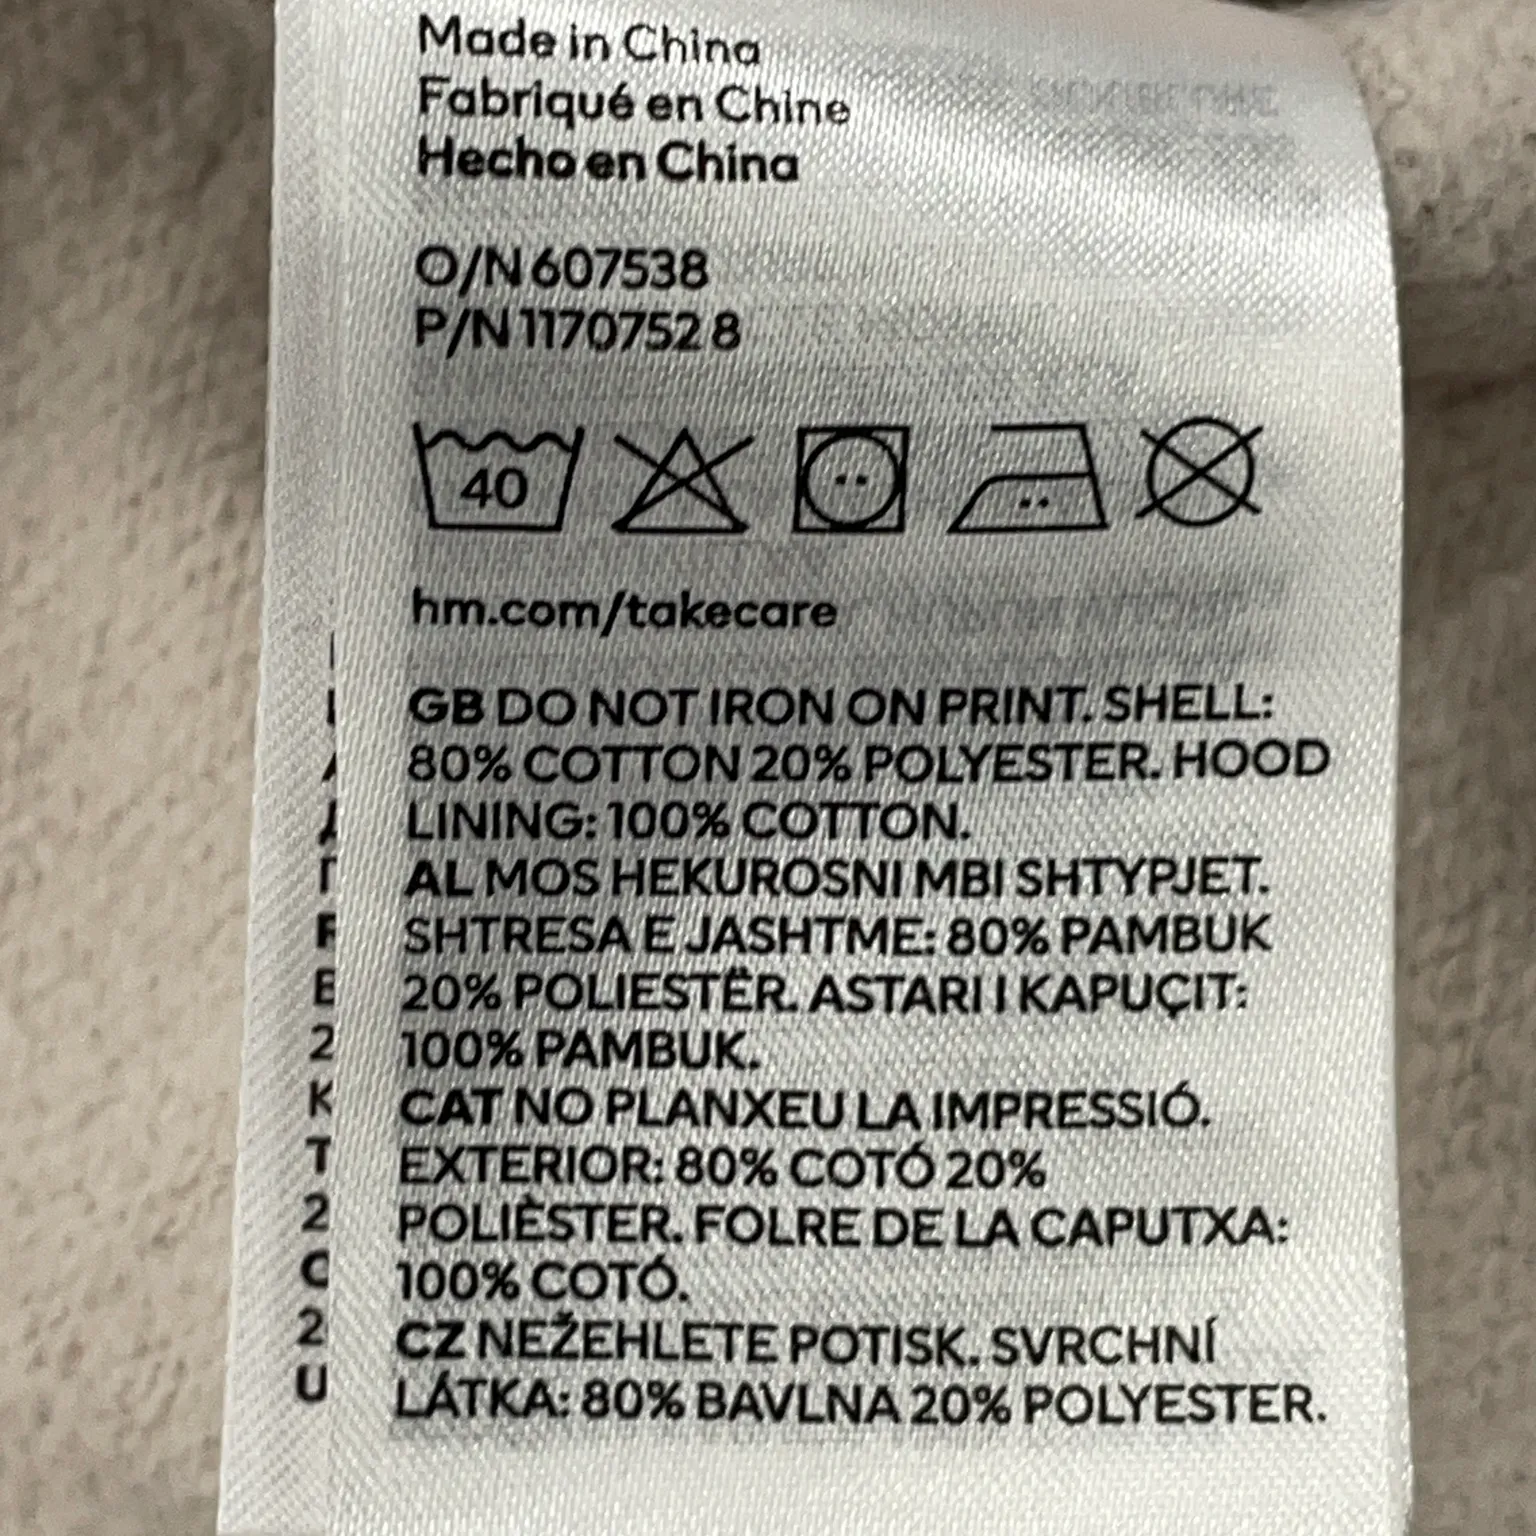 Made in China
Fabriqué en Chine
Hecho en China
O/N 607538
P/N 11707528
40
hm.com/takecare
GB DO NOT IRON ON PRINT. SHELL:
80% COTTON 20% POLYESTER. HOOD
LINING: 100% COTTON.
AL MOS HEKUROSNI MBI SHTYPJET.
SHTRESA E JASHTME: 80% PAMBUK
20% POLIESTËR. ASTARI I KAPUÇIT:
100% PAMBUK.
CAT NO PLANXEU LA IMPRESSIÓ.
EXTERIOR: 80% COTÓ 20%
POLIÈSTER. FOLRE DE LA CAPUTXA:
100% COTÓ.
CZ NEŽEHLETE POTISK. SVRCHNÍ
LÁTKA: 80% BAVLNA 20% POLYESTER.